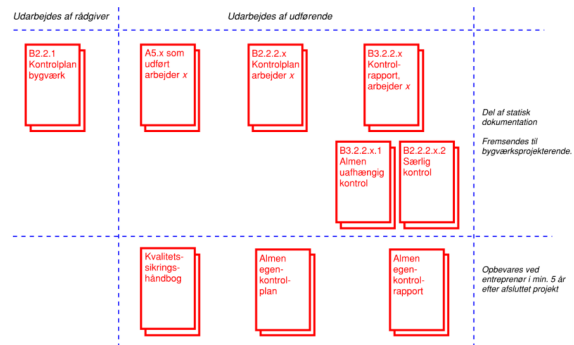 Udarbejdes af rådgiver
Udarbejdes af udførende
B2.2.1
Kontrolplan
bygværk
A5.x som
udført
arbejder x
B2.2.2.x
Kontrolplan
arbejder x
B3.2.2.x
Kontrol-
rapport,
arbejder x
Del af statisk
dokumentation
Fremsendes til
bygværksprojekterende.
B3.2.2.x.1
Almen
uafhængig
kontrol
B2.2.2.x.2
Særlig
kontrol
Kvalitets-
sikrings-
håndbog
Almen
egen-
kontrol-
plan
Almen
egen-
kontrol-
rapport
Opbevares ved
entreprenør i min. 5 år
efter afsluttet projekt